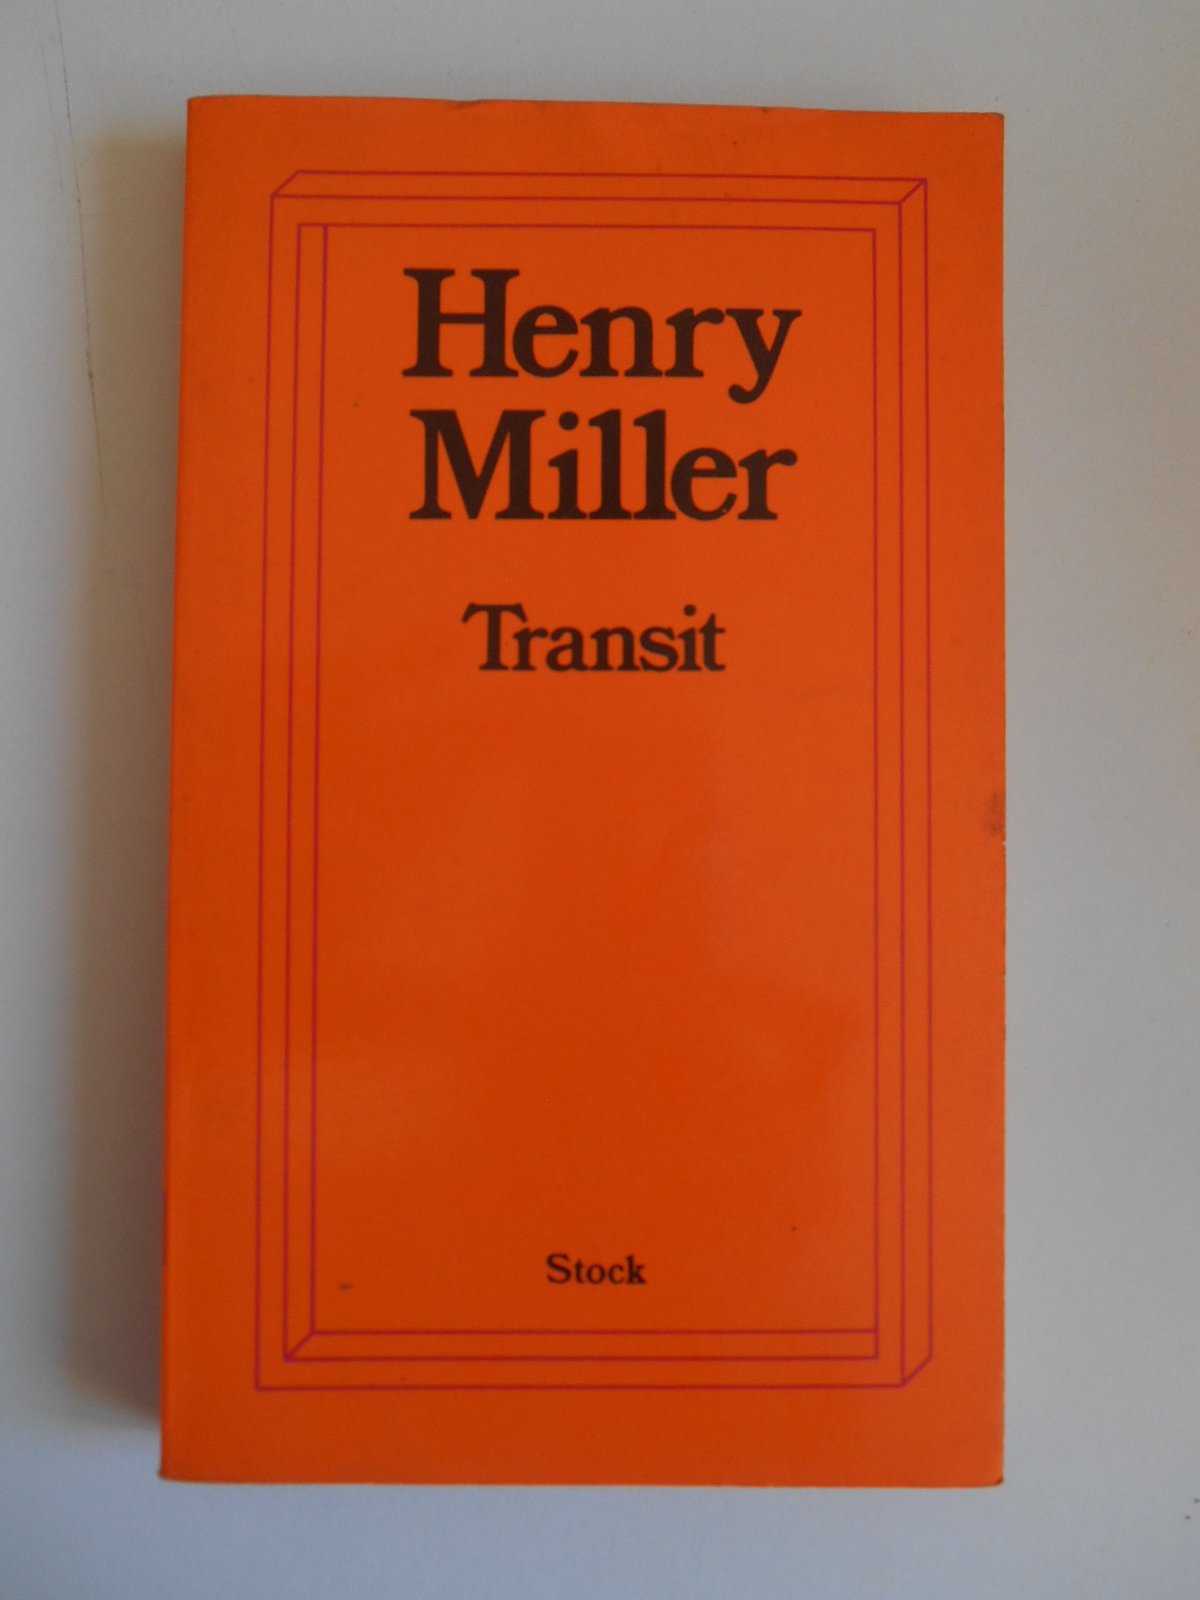 Henry
Miller
Transit
Stock